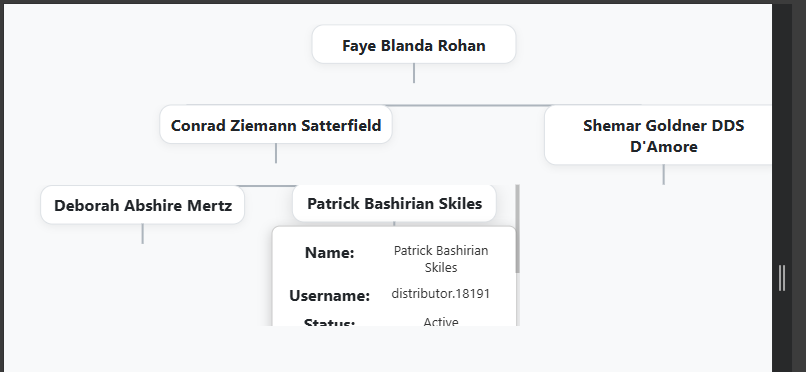 Faye Blanda Rohan
Conrad Ziemann Satterfield
Shemar Goldner DDS
D'Amore
Deborah Abshire Mertz
Patrick Bashirian Skiles
Name: Patrick Bashirian
Skiles
Username: distributor.18191
Status: Active